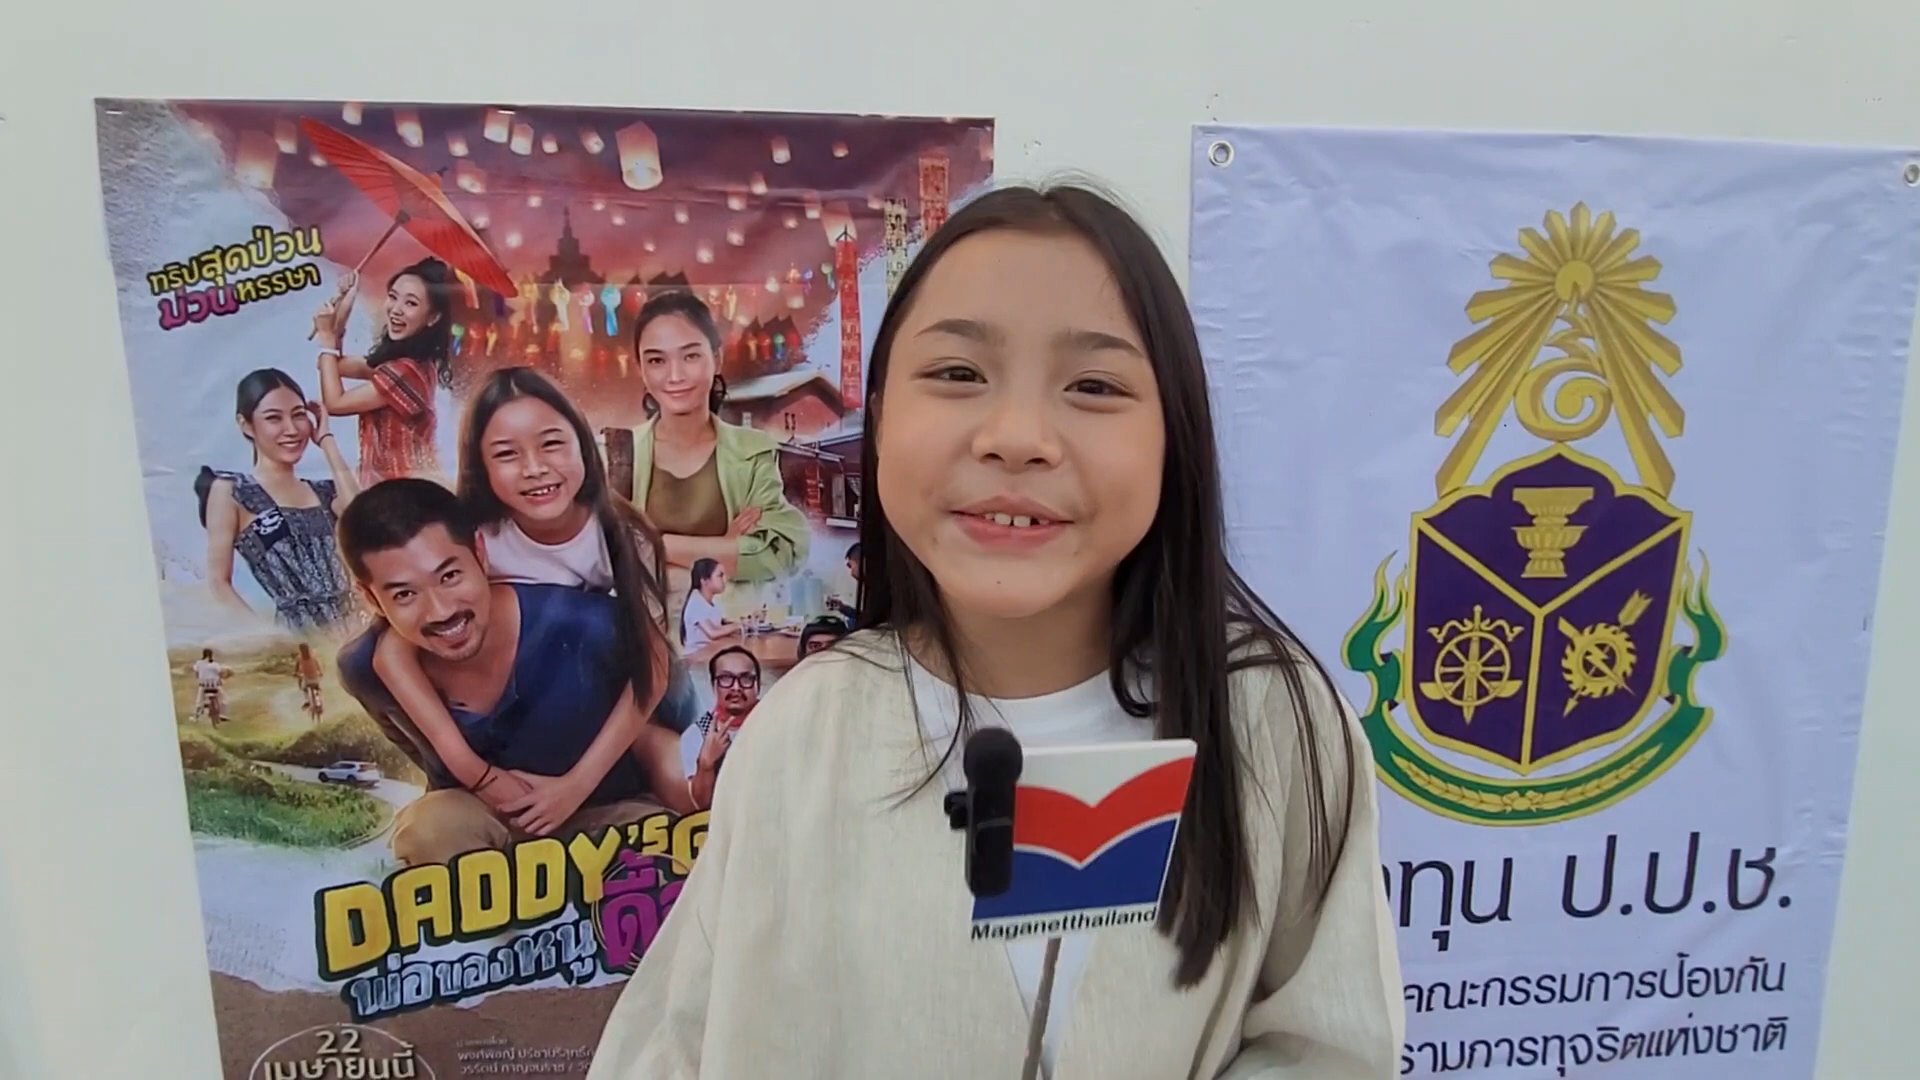 ทริปสุดป่วน
ม่วนหรรษา
DADDY'S
พ่อของหนู
22
เมษายนนี้
Maganetthailand
ทุน ป.ป.ช.
คณะกรรมการป้องกัน
รามการทุจริตแห่งชาติ